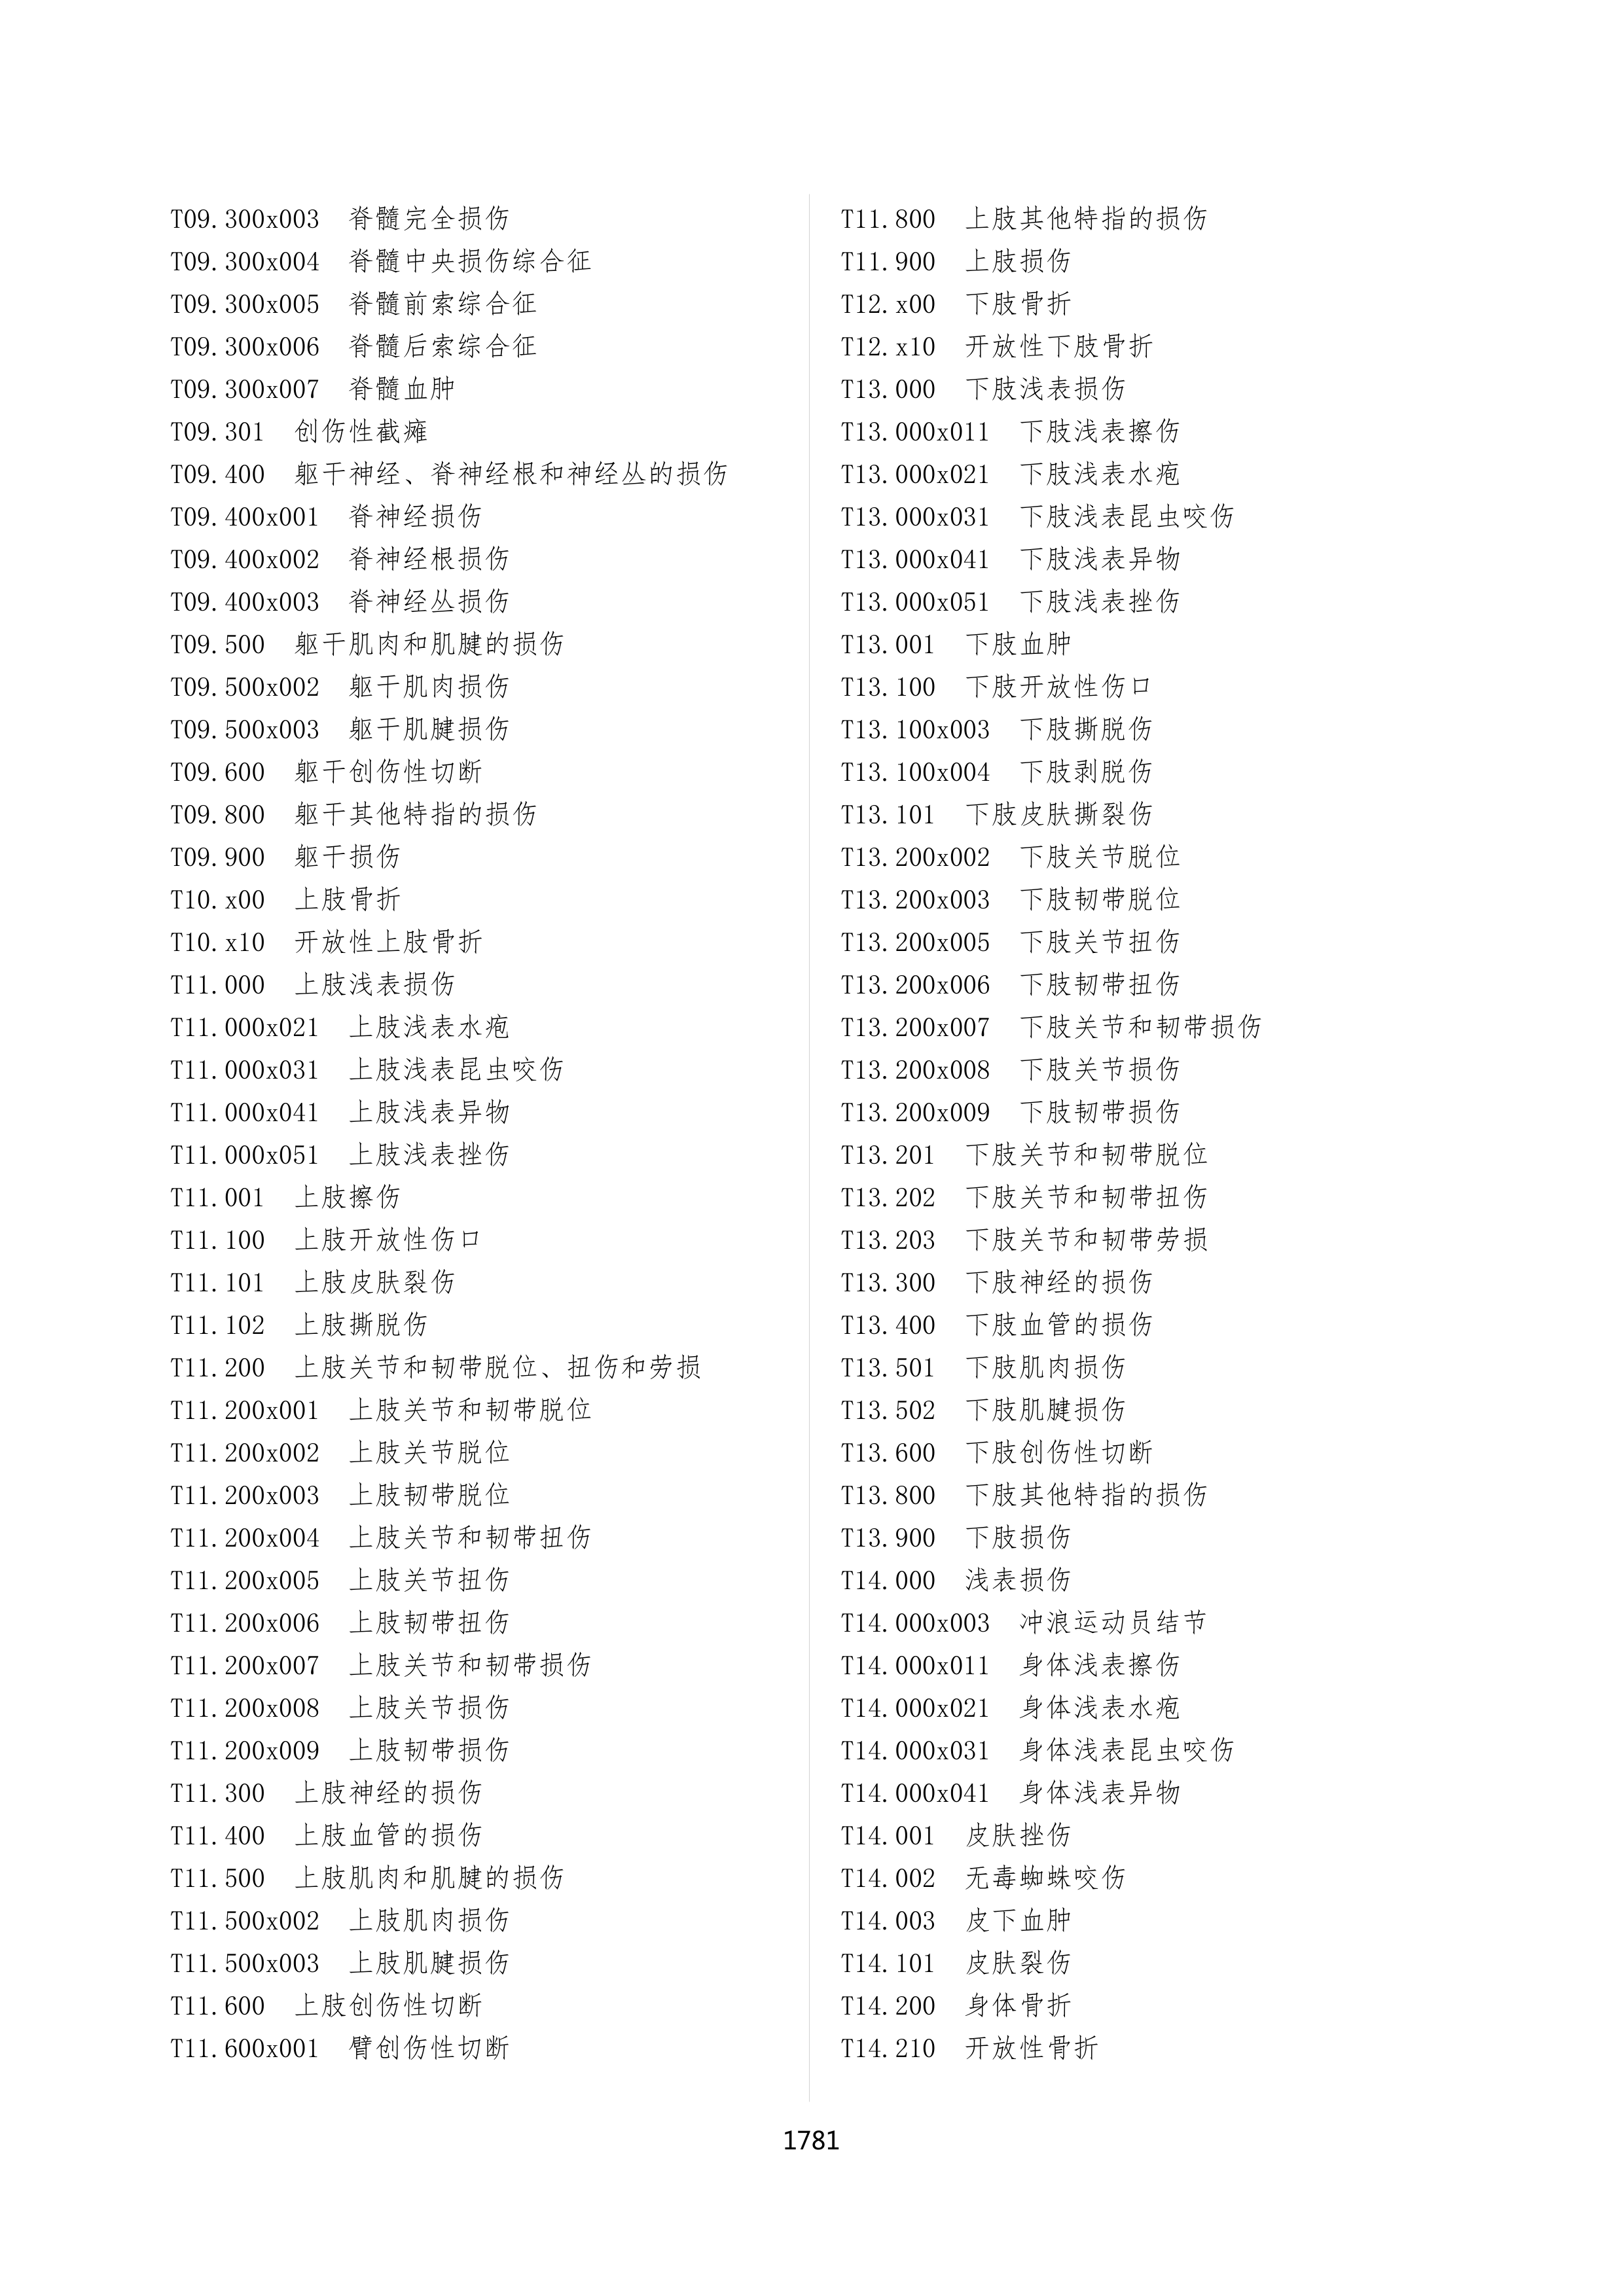 T09.300x003 脊髓完全损伤
T09.300x004 脊髓中央损伤综合征
T09.300x005 脊髓前索综合征
T09.300x006 脊髓后索综合征
T09.300x007 脊髓血肿
T09.301 创伤性截瘫
T09.400 躯干神经、脊神经根和神经丛的损伤
T09.400x001 脊神经损伤
T09.400x002 脊神经根损伤
T09.400x003 脊神经丛损伤
T09.500 躯干肌肉和肌腱的损伤
T09.500x002 躯干肌肉损伤
T09.500x003 躯干肌腱损伤
T09.600 躯干创伤性切断
T09.800 躯干其他特指的损伤
T09.900 躯干损伤
T10.x00 上肢骨折
T10.x10 开放性上肢骨折
T11.000 上肢浅表损伤
T11.000x021 上肢浅表水疱
T11.000x031 上肢浅表昆虫咬伤
T11.000x041 上肢浅表异物
T11.000x051 上肢浅表挫伤
T11.001 上肢擦伤
T11.100 上肢开放性伤口
T11.101 上肢皮肤裂伤
T11.102 上肢撕脱伤
T11.200 上肢关节和韧带脱位、扭伤和劳损
T11.200x001 上肢关节和韧带脱位
T11.200x002 上肢关节脱位
T11.200x003 上肢韧带脱位
T11.200x004 上肢关节和韧带扭伤
T11.200x005 上肢关节扭伤
T11.200x006 上肢韧带扭伤
T11.200x007 上肢关节和韧带损伤
T11.200x008 上肢关节损伤
T11.200x009 上肢韧带损伤
T11.300 上肢神经的损伤
T11.400 上肢血管的损伤
T11.500 上肢肌肉和肌腱的损伤
T11.500x002 上肢肌肉损伤
T11.500x003 上肢肌腱损伤
T11.600 上肢创伤性切断
T11.600x001 臂创伤性切断
T11.800 上肢其他特指的损伤
T11.900 上肢损伤
T12.x00 下肢骨折
T12.x10 开放性下肢骨折
T13.000 下肢浅表损伤
T13.000x011 下肢浅表擦伤
T13.000x021 下肢浅表水疱
T13.000x031 下肢浅表昆虫咬伤
T13.000x041 下肢浅表异物
T13.000x051 下肢浅表挫伤
T13.001 下肢血肿
T13.100 下肢开放性伤口
T13.100x003 下肢撕脱伤
T13.100x004 下肢剥脱伤
T13.101 下肢皮肤撕裂伤
T13.200x002 下肢关节脱位
T13.200x003 下肢韧带脱位
T13.200x005 下肢关节扭伤
T13.200x006 下肢韧带扭伤
T13.200x007 下肢关节和韧带损伤
T13.200x008 下肢关节损伤
T13.200x009 下肢韧带损伤
T13.201 下肢关节和韧带脱位
T13.202 下肢关节和韧带扭伤
T13.203 下肢关节和韧带劳损
T13.300 下肢神经的损伤
T13.400 下肢血管的损伤
T13.501 下肢肌肉损伤
T13.502 下肢肌腱损伤
T13.600 下肢创伤性切断
T13.800 下肢其他特指的损伤
T13.900 下肢损伤
T14.000 浅表损伤
T14.000x003 冲浪运动员结节
T14.000x011 身体浅表擦伤
T14.000x021 身体浅表水疱
T14.000x031 身体浅表昆虫咬伤
T14.000x041 身体浅表异物
T14.001 皮肤挫伤
T14.002 无毒蜘蛛咬伤
T14.003 皮下血肿
T14.101 皮肤裂伤
T14.200 身体骨折
T14.210 开放性骨折
1781